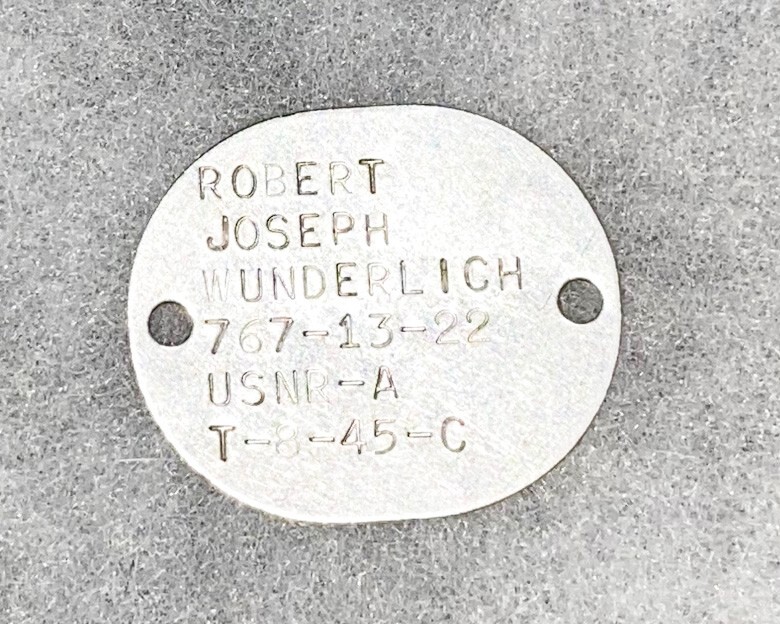 ROBERT
JOSEPH
WUNDERLICH
767-13-22
USNR-A
T-8-45-C